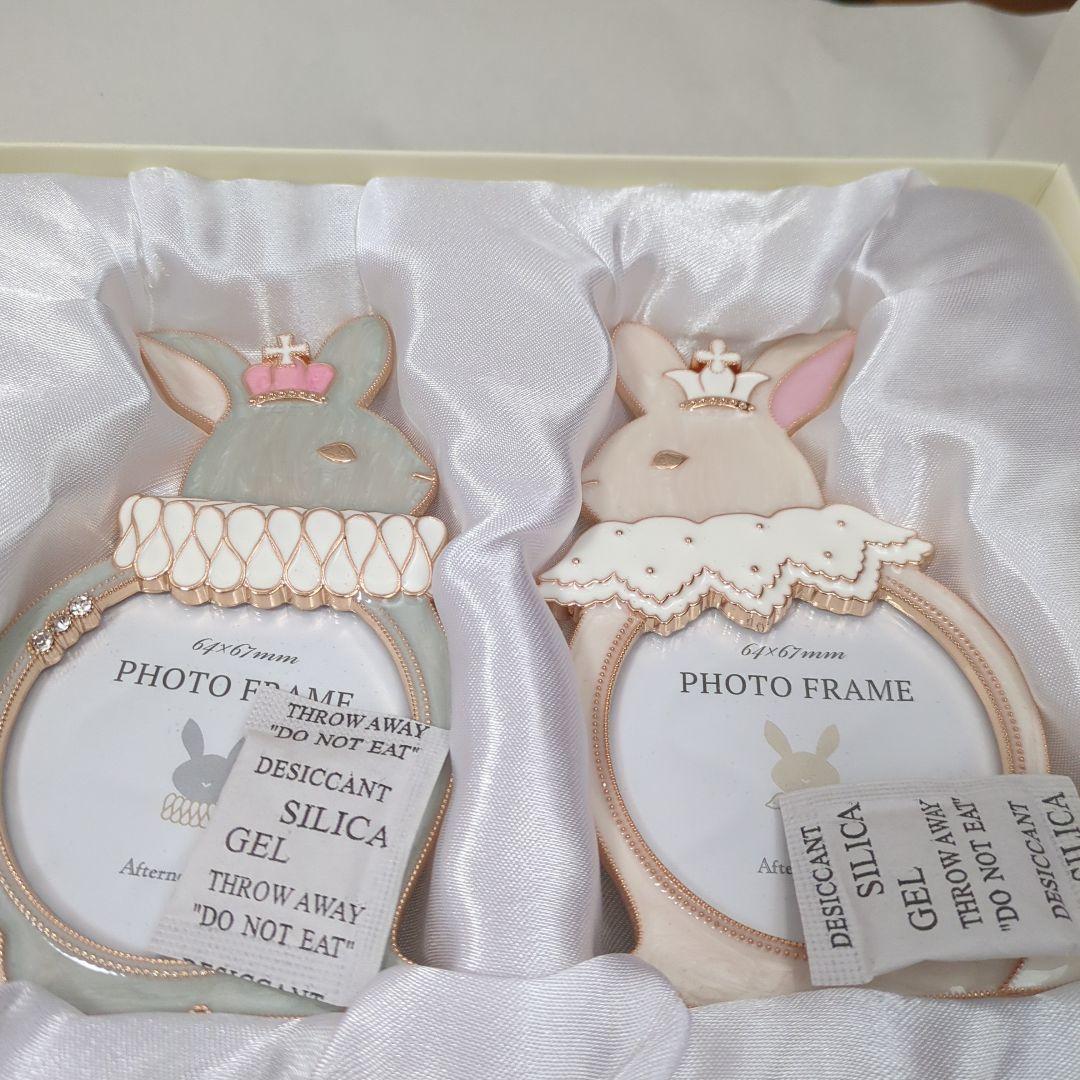 64×67mm
PHOTO FRAME
THROW AWAY
"DO NOT EAT"
DESICCANT
SILICA
GEL
THROW AWAY
"DO NOT EAT"
DESICCANT
64×67mm
PHOTO FRAME
DESICCANT
SILICA
GEL
THROW AWAY
"DO NOT EAT"
DESICCANT
SILICA